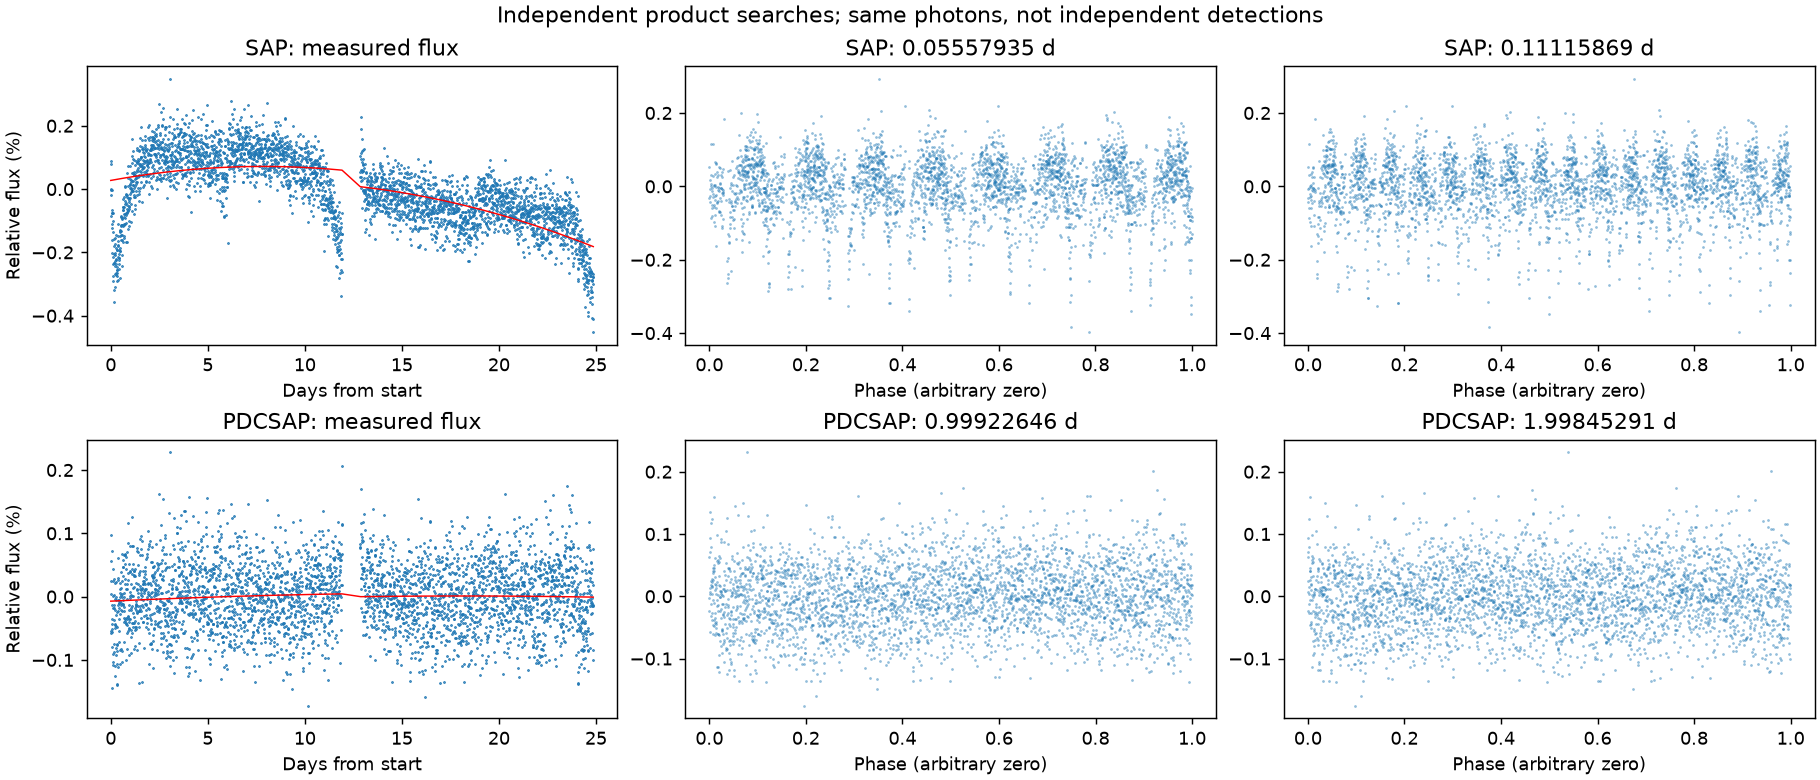 Independent product searches; same photons, not independent detections
SAP: measured flux
SAP: 0.05557935 d
SAP: 0.11115869 d
Relative flux (%)
0.2
0.0
−0.2
−0.4
0.2
0.0
−0.2
−0.4
0.2
0.0
−0.2
−0.4
0 5 10 15 20 25
0.0 0.2 0.4 0.6 0.8 1.0
0.0 0.2 0.4 0.6 0.8 1.0
Days from start
Phase (arbitrary zero)
Phase (arbitrary zero)
PDCSAP: measured flux
PDCSAP: 0.99922646 d
PDCSAP: 1.99845291 d
Relative flux (%)
0.2
0.1
0.0
−0.1
0.2
0.1
0.0
−0.1
0.2
0.1
0.0
−0.1
0 5 10 15 20 25
0.0 0.2 0.4 0.6 0.8 1.0
0.0 0.2 0.4 0.6 0.8 1.0
Days from start
Phase (arbitrary zero)
Phase (arbitrary zero)